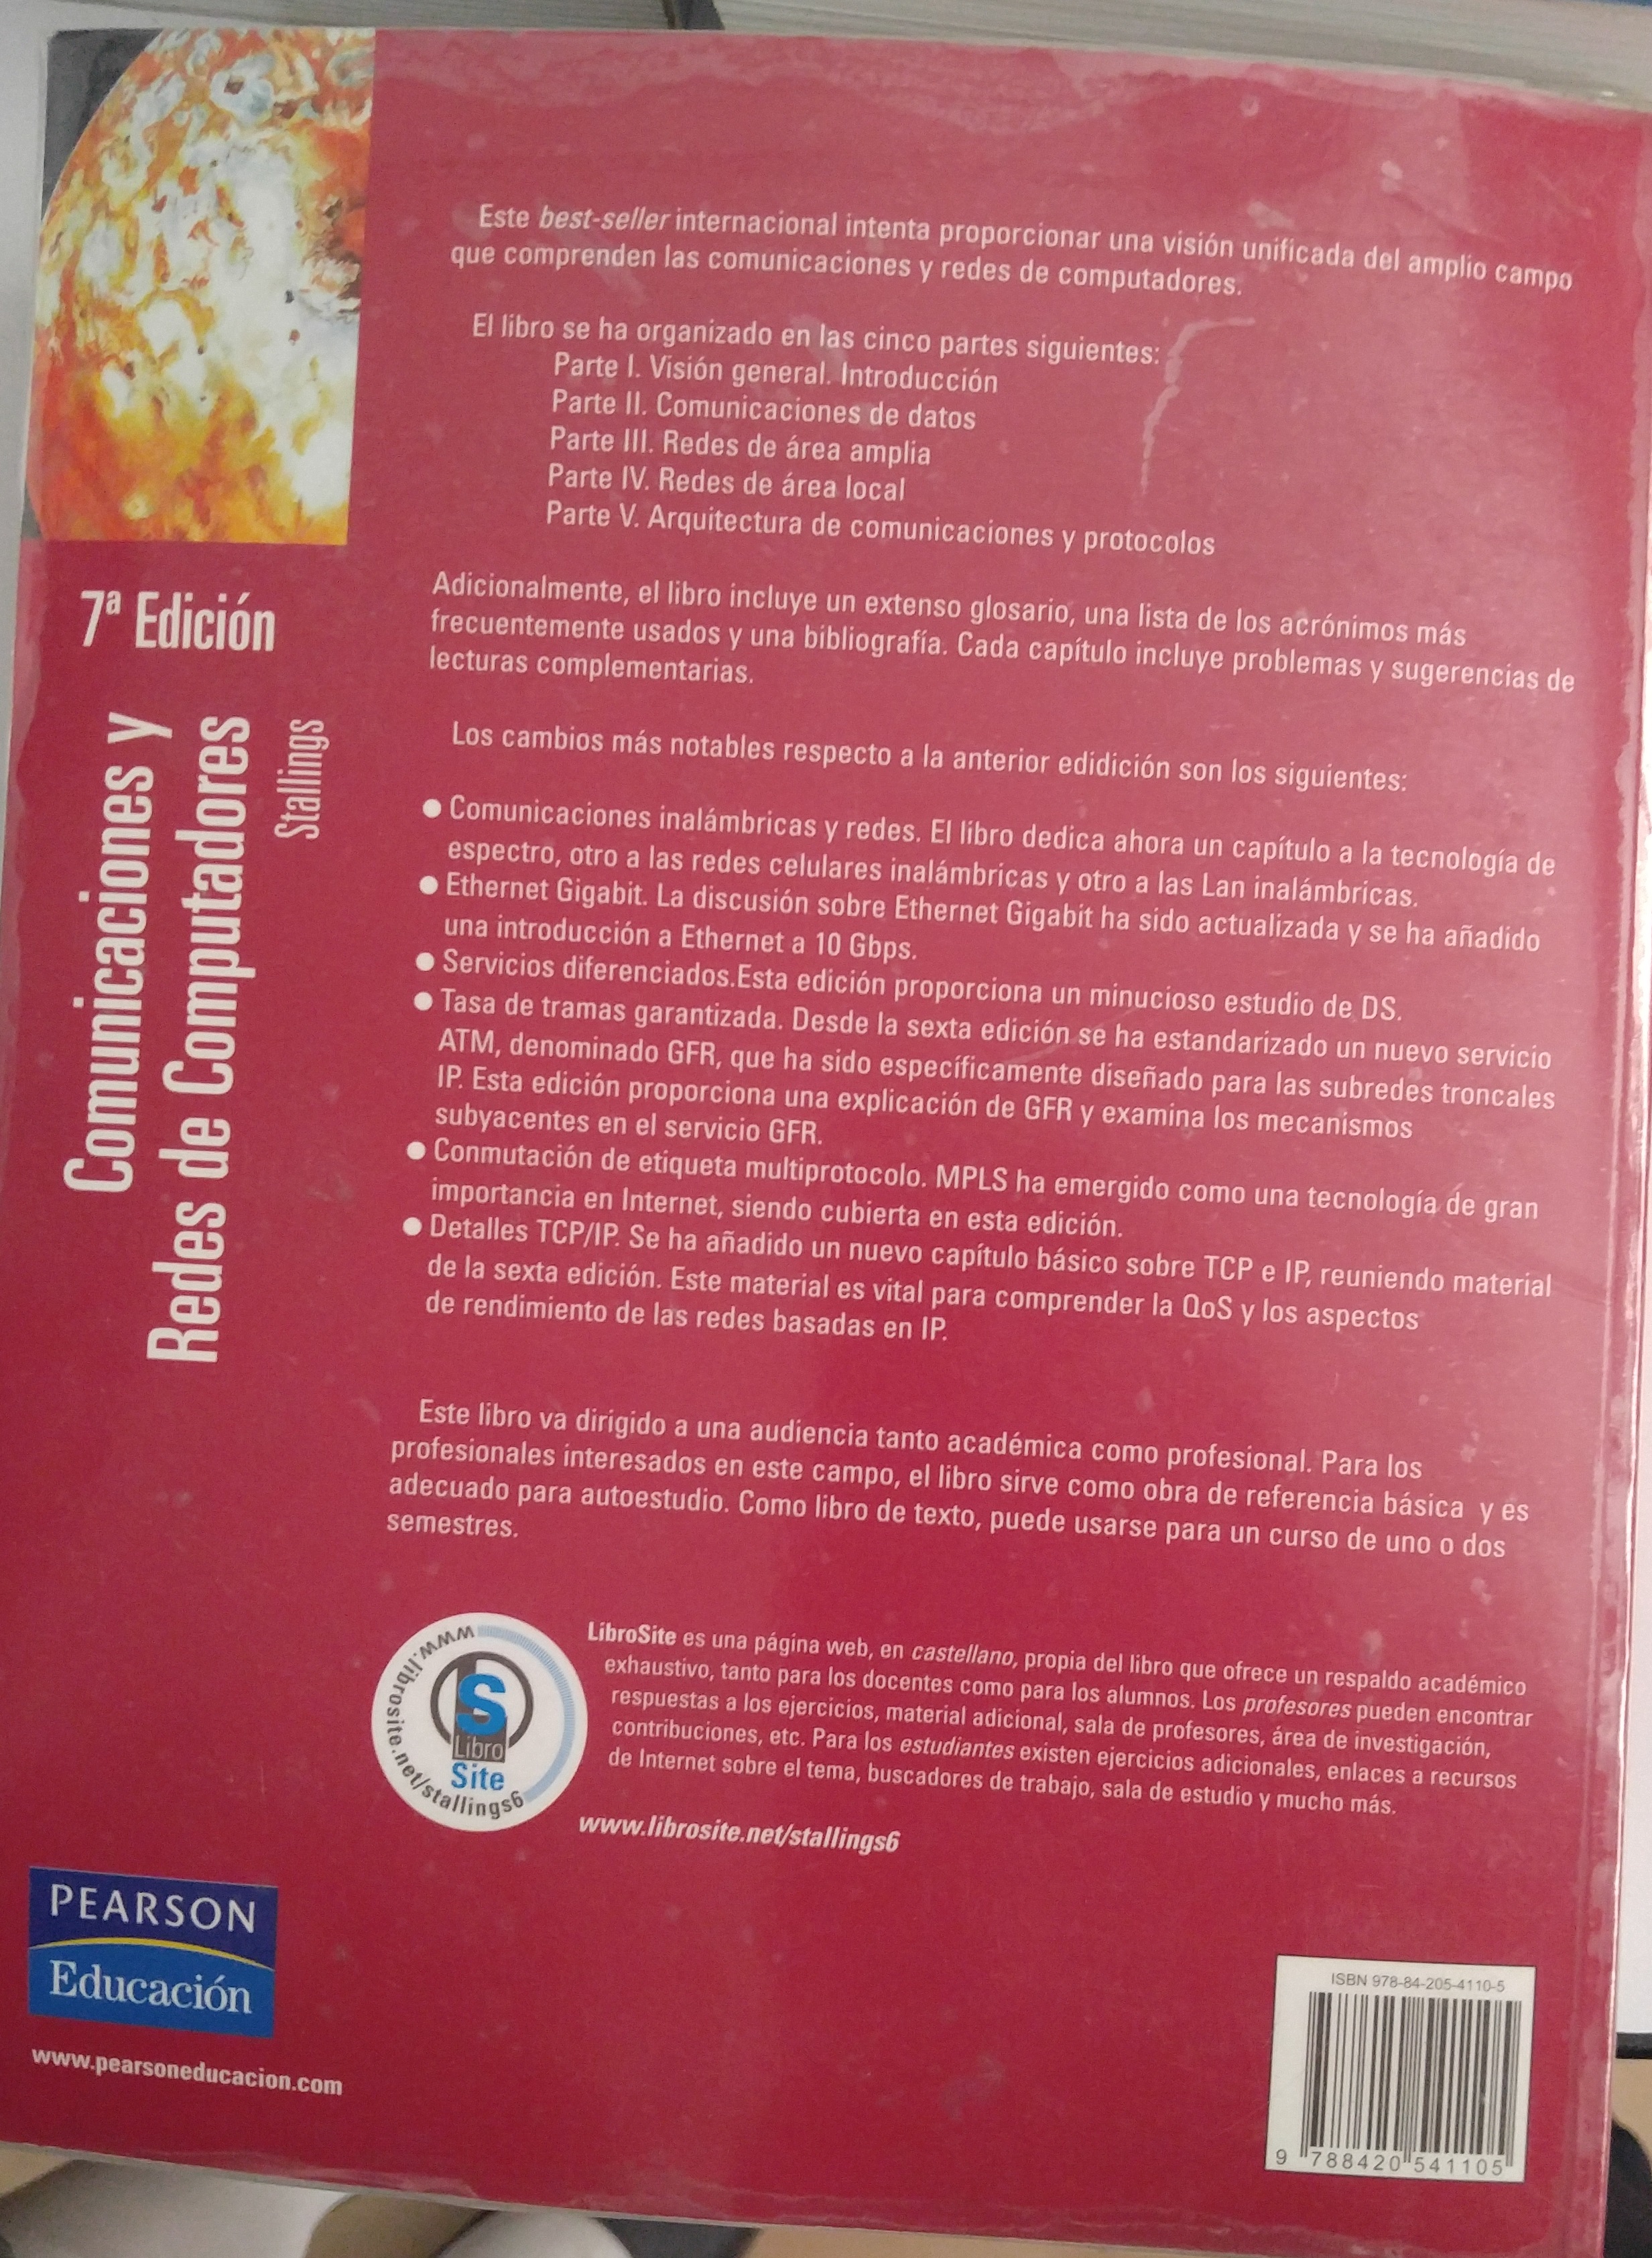 Este best-seller internacional intenta proporcionar una visión unificada del amplio campo
que comprenden las comunicaciones y redes de computadores.
El libro se ha organizado en las cinco partes siguientes:
Parte I. Visión general. Introducción
Parte II. Comunicaciones de datos
Parte III. Redes de área amplia
Parte IV. Redes de área local
Parte V. Arquitectura de comunicaciones y protocolos
Adicionalmente, el libro incluye un extenso glosario, una lista de los acrónimos más
frecuentemente usados y una bibliografía. Cada capítulo incluye problemas y sugerencias de
lecturas complementarias.
Los cambios más notables respecto a la anterior edidición son los siguientes:
● Comunicaciones inalámbricas y redes. El libro dedica ahora un capítulo a la tecnología de
espectro, otro a las redes celulares inalámbricas y otro a las Lan inalámbricas.
● Ethernet Gigabit. La discusión sobre Ethernet Gigabit ha sido actualizada y se ha añadido
una introducción a Ethernet a 10 Gbps.
● Servicios diferenciados.Esta edición proporciona un minucioso estudio de DS.
● Tasa de tramas garantizada. Desde la sexta edición se ha estandarizado un nuevo servicio
ATM, denominado GFR, que ha sido específicamente diseñado para las subredes troncales
IP. Esta edición proporciona una explicación de GFR y examina los mecanismos
subyacentes en el servicio GFR.
● Conmutación de etiqueta multiprotocolo. MPLS ha emergido como una tecnología de gran
importancia en Internet, siendo cubierta en esta edición.
● Detalles TCP/IP. Se ha añadido un nuevo capítulo básico sobre TCP e IP, reuniendo material
de la sexta edición. Este material es vital para comprender la QoS y los aspectos
de rendimiento de las redes basadas en IP.
Este libro va dirigido a una audiencia tanto académica como profesional. Para los
profesionales interesados en este campo, el libro sirve como obra de referencia básica y es
adecuado para autoestudio. Como libro de texto, puede usarse para un curso de uno o dos
semestres.
LibroSite es una página web, en castellano, propia del libro que ofrece un respaldo académico
exhaustivo, tanto para los docentes como para los alumnos. Los profesores pueden encontrar
respuestas a los ejercicios, material adicional, sala de profesores, área de investigación,
contribuciones, etc. Para los estudiantes existen ejercicios adicionales, enlaces a recursos
de Internet sobre el tema, buscadores de trabajo, sala de estudio y mucho más.
www.librosite.net/stallings6
www.librosite.net/stallings6
S
Libro
Site
7ª Edición
Comunicaciones y
Redes de Computadores
Stallings
PEARSON
Educación
www.pearsoneducacion.com
ISBN 978-84-205-4110-5
9 788420 541105